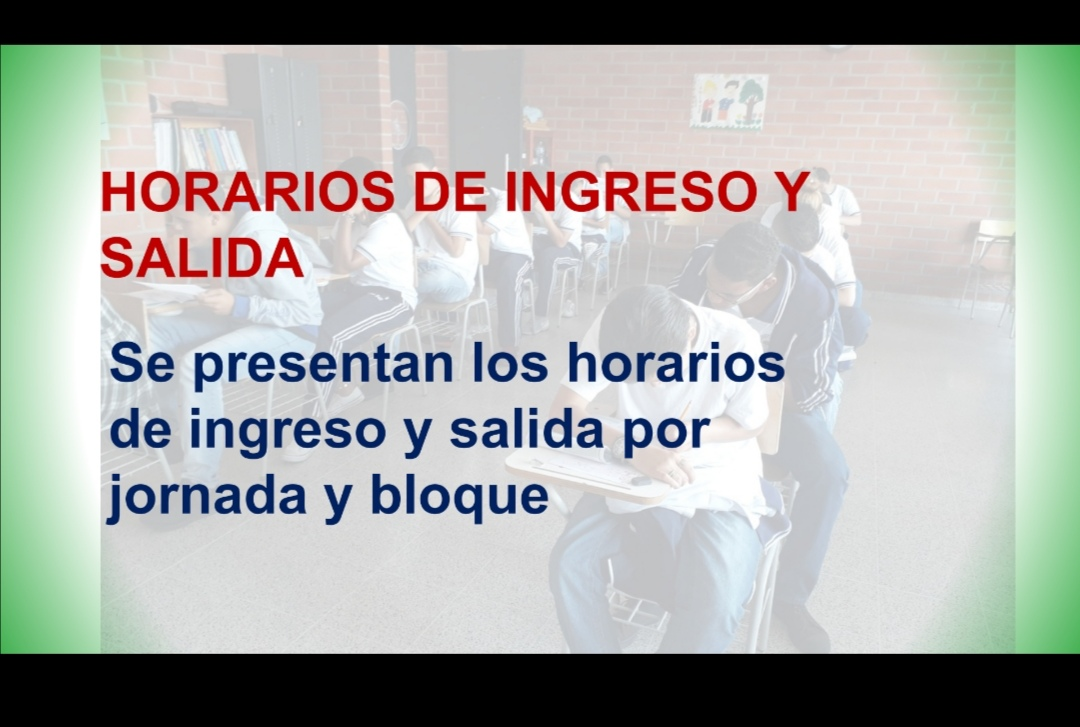 HORARIOS DE INGRESO Y
SALIDA
Se presentan los horarios
de ingreso y salida por
jornada y bloque